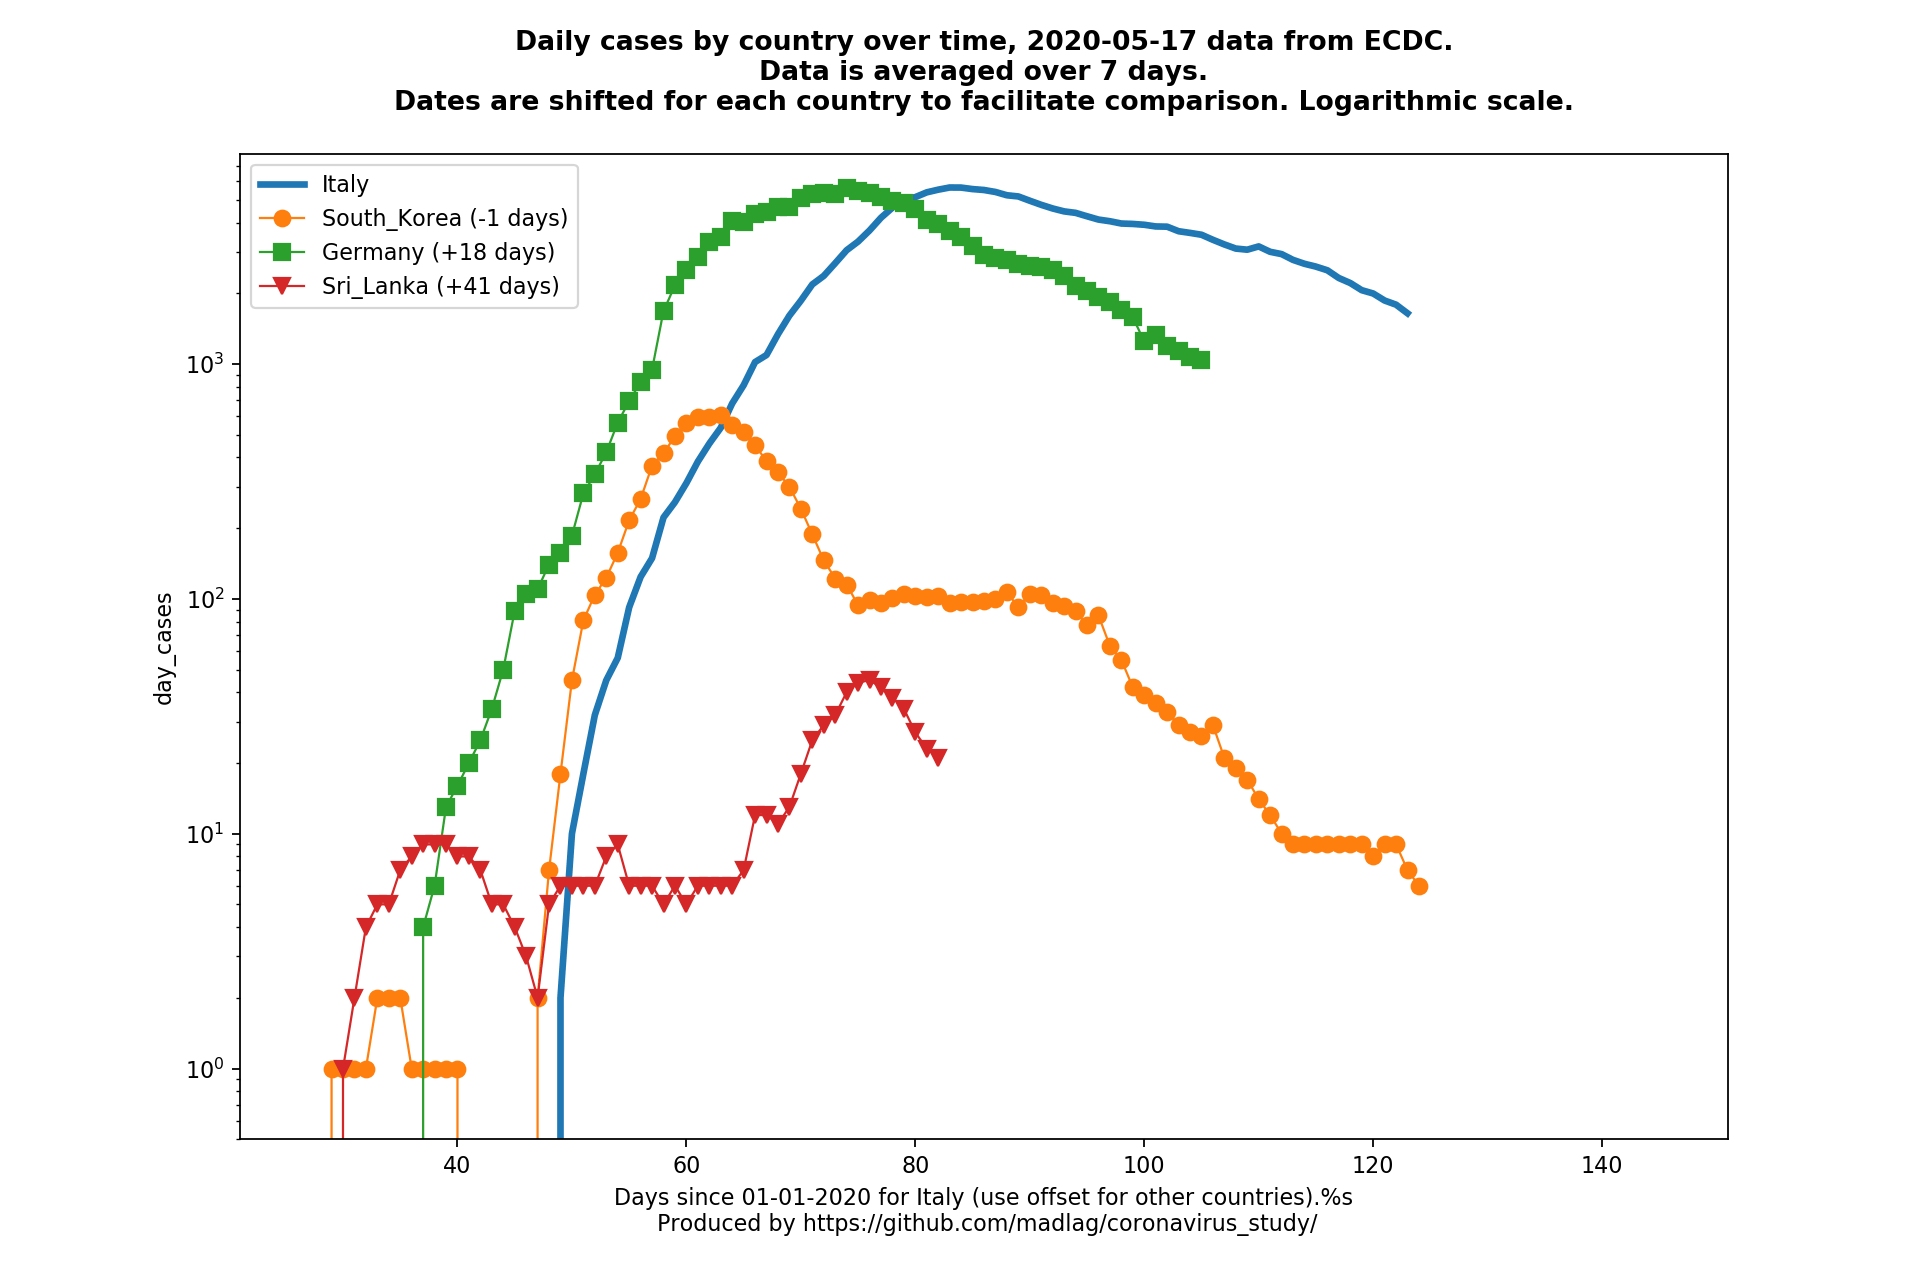 Daily cases by country over time, 2020-05-17 data from ECDC.
Data is averaged over 7 days.
Dates are shifted for each country to facilitate comparison. Logarithmic scale.
Italy
South_Korea (-1 days)
Germany (+18 days)
Sri_Lanka (+41 days)
10³
10²
10¹
10⁰
day_cases
40 60 80 100 120 140
Days since 01-01-2020 for Italy (use offset for other countries).%s
Produced by https://github.com/madlag/coronavirus_study/